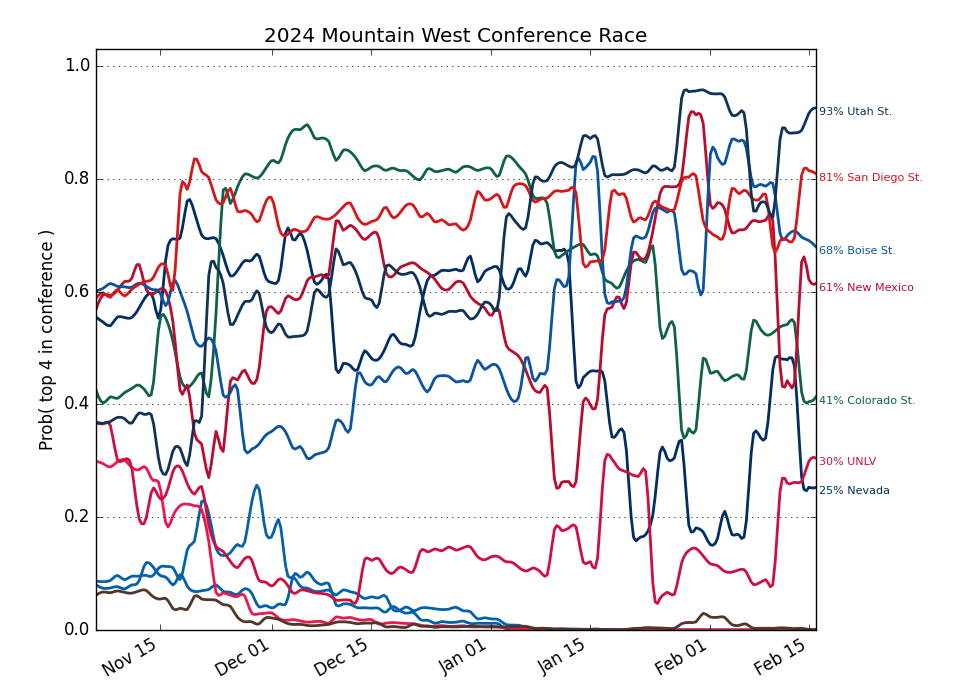 2024 Mountain West Conference Race
Prob( top 4 in conference )
1.0
0.8
0.6
0.4
0.2
0.0
93% Utah St.
81% San Diego St.
68% Boise St.
61% New Mexico
41% Colorado St.
30% UNLV
25% Nevada
Nov 15
Dec 01
Dec 15
Jan 01
Jan 15
Feb 01
Feb 15